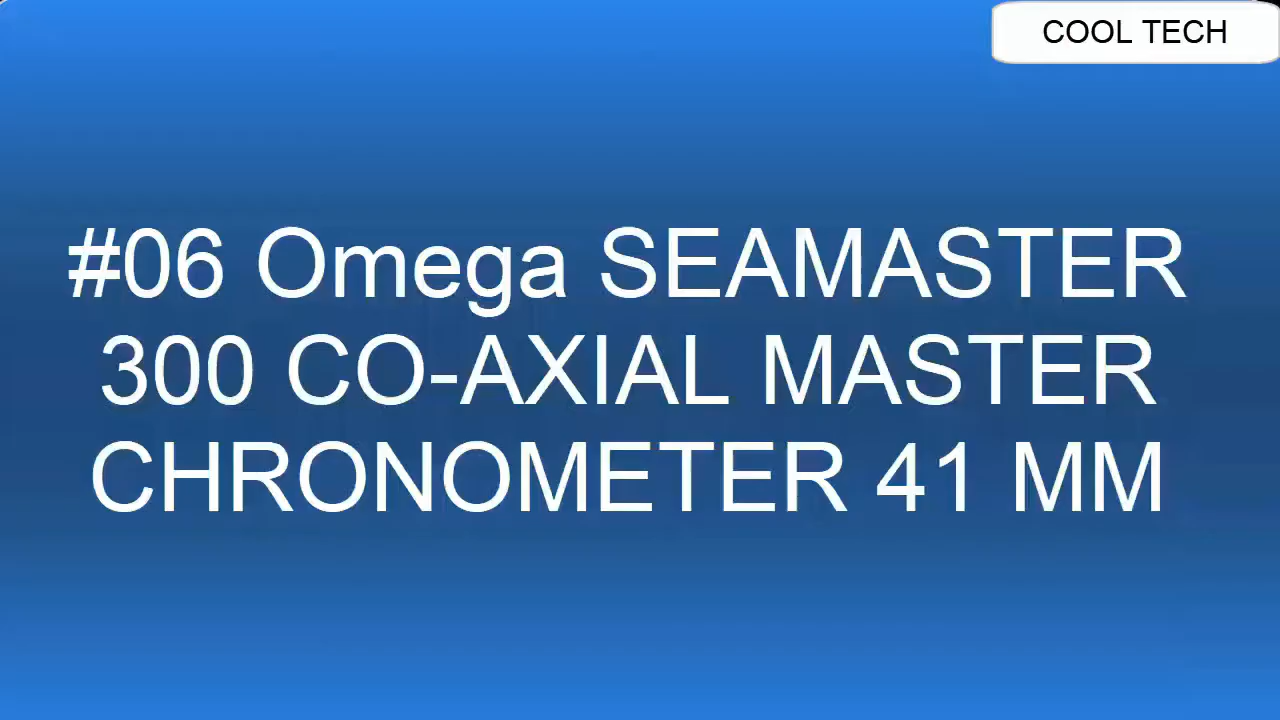 COOL TECH
#06 Omega SEAMASTER
300 CO-AXIAL MASTER
CHRONOMETER 41 MM